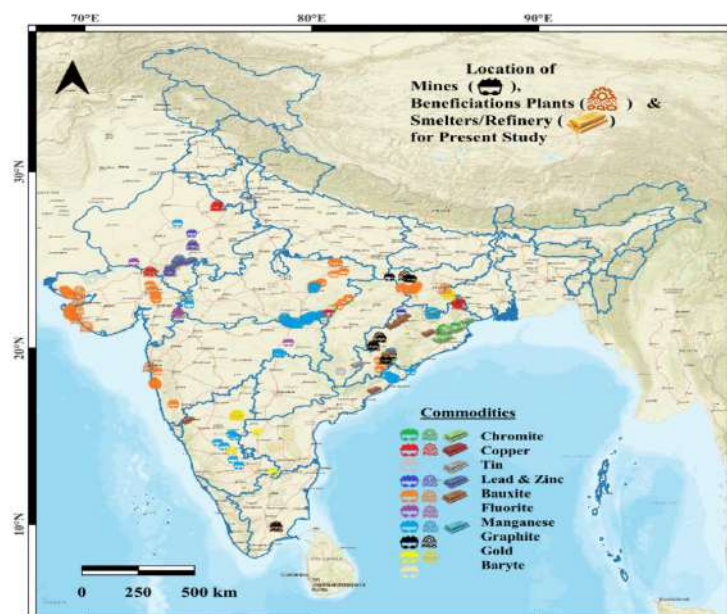 70°E 80°E 90°E
Location of
Mines ( ),
Beneficiations Plants ( ) &
Smelters/Refinery ( )
for Present Study
30°N
20°N
10°N
Commodities
Chromite
Copper
Tin
Lead & Zinc
Bauxite
Fluorite
Manganese
Graphite
Gold
Baryte
0 250 500 km